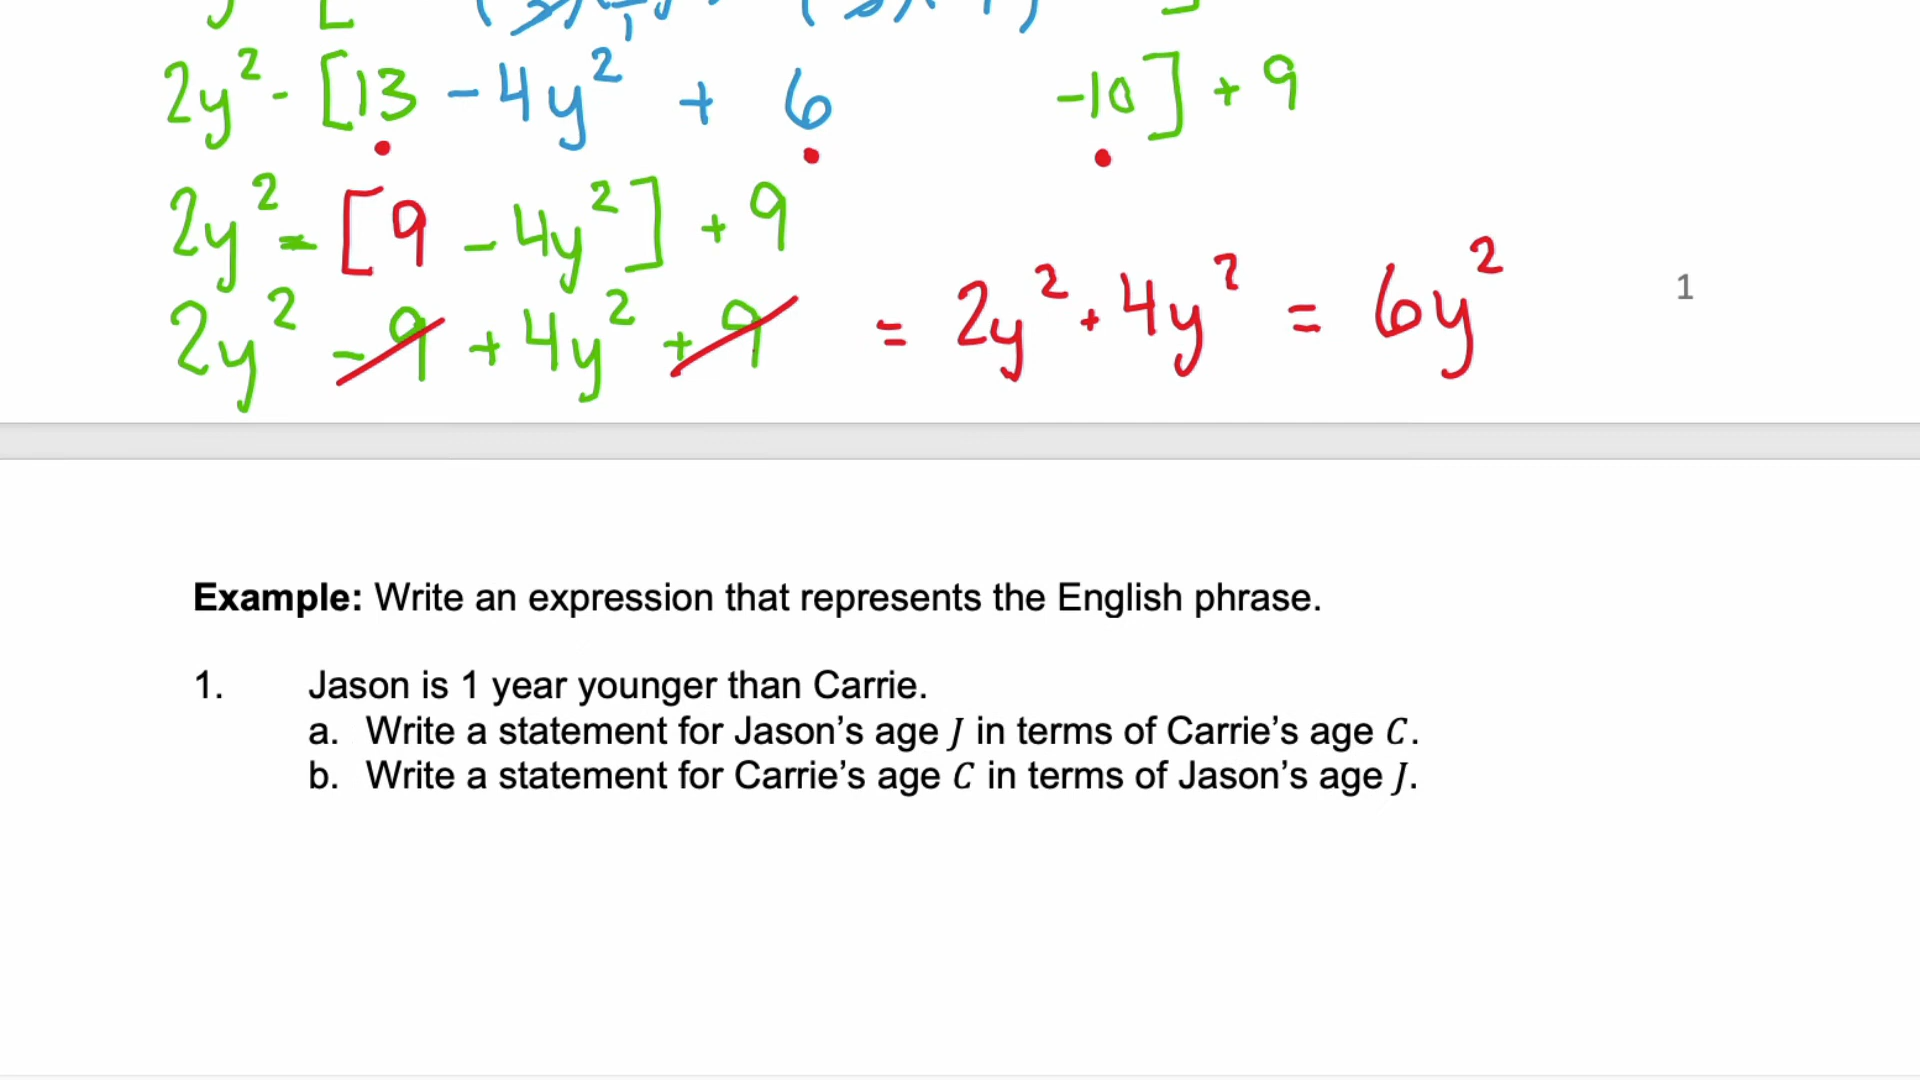 2y² - [13 - 4y² + 6 -10] + 9
2y² - [9 - 4y²] + 9
2y² - 9 + 4y² + 9 = 2y² + 4y² = 6y²
1
Example: Write an expression that represents the English phrase.
1. Jason is 1 year younger than Carrie.
a. Write a statement for Jason’s age J in terms of Carrie’s age C.
b. Write a statement for Carrie’s age C in terms of Jason’s age J.